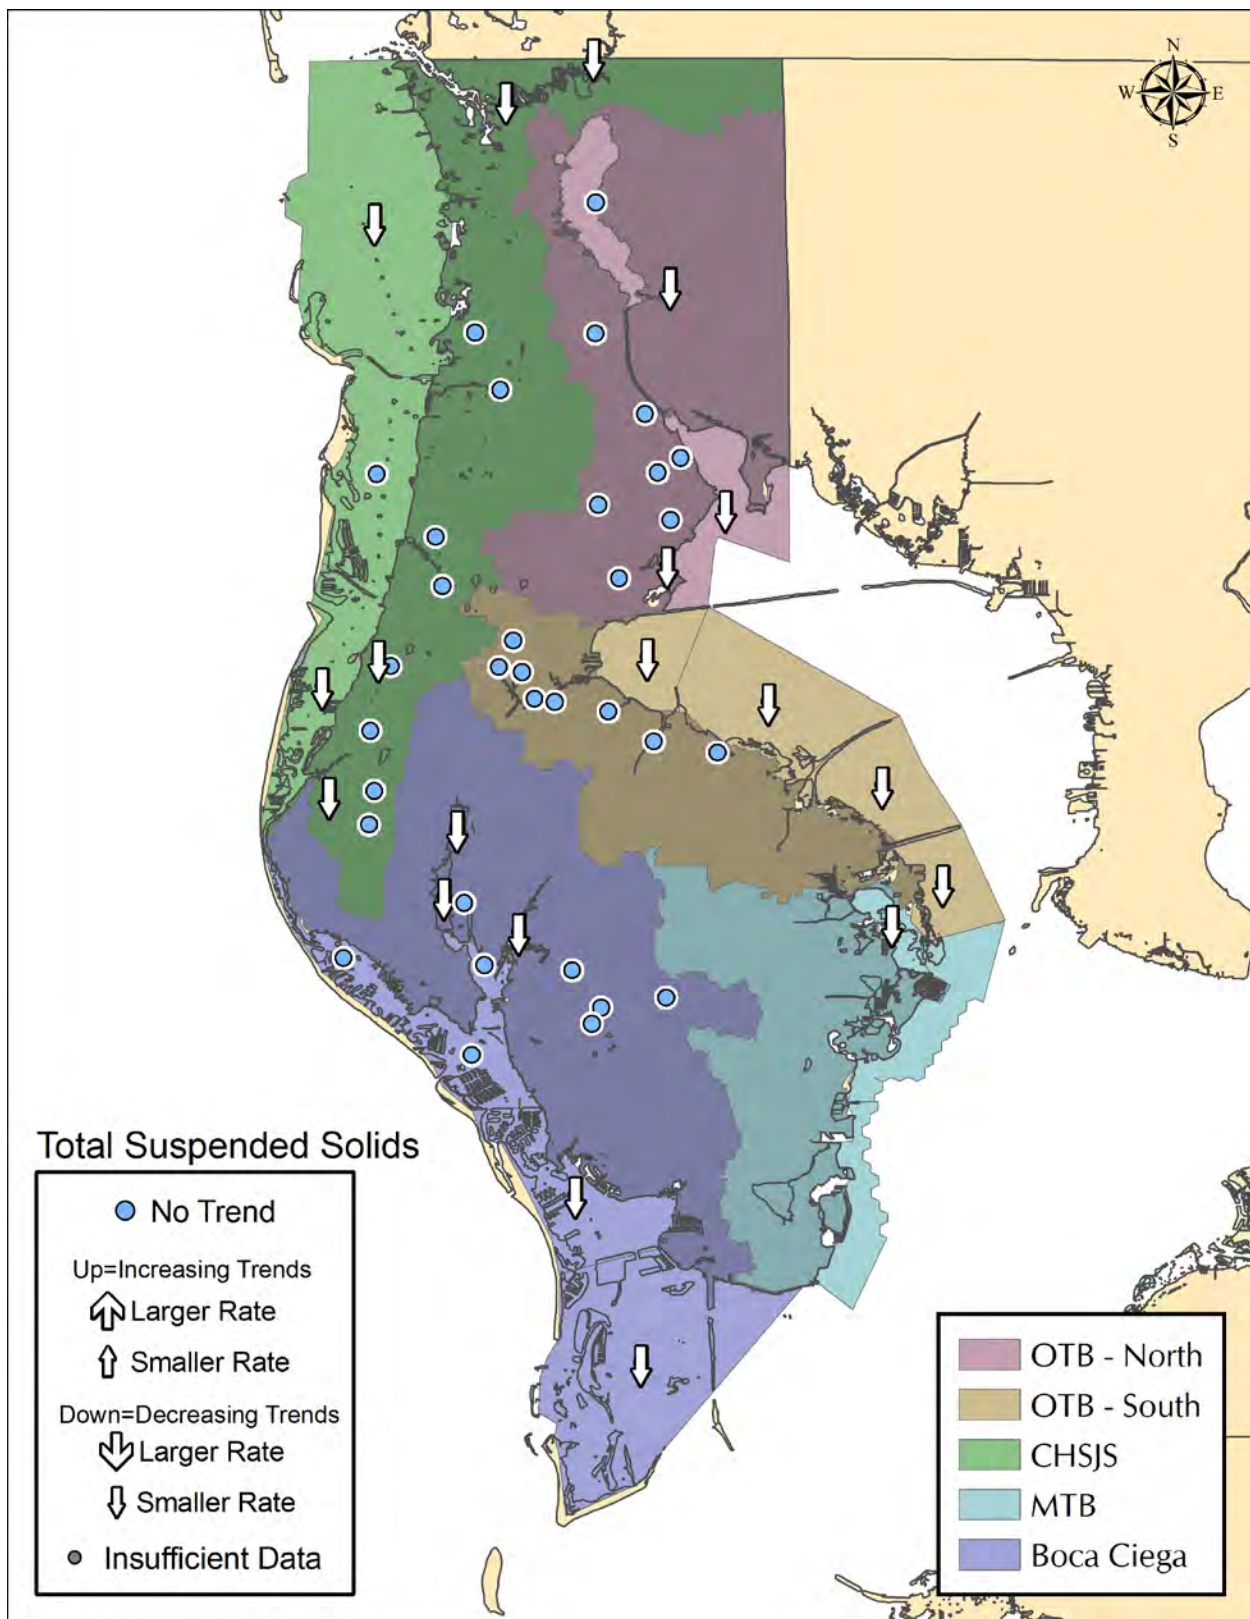 N
W E
S
Total Suspended Solids
No Trend
Up=Increasing Trends
Larger Rate
Smaller Rate
Down=Decreasing Trends
Larger Rate
Smaller Rate
Insufficient Data
OTB - North
OTB - South
CHSJS
MTB
Boca Ciega